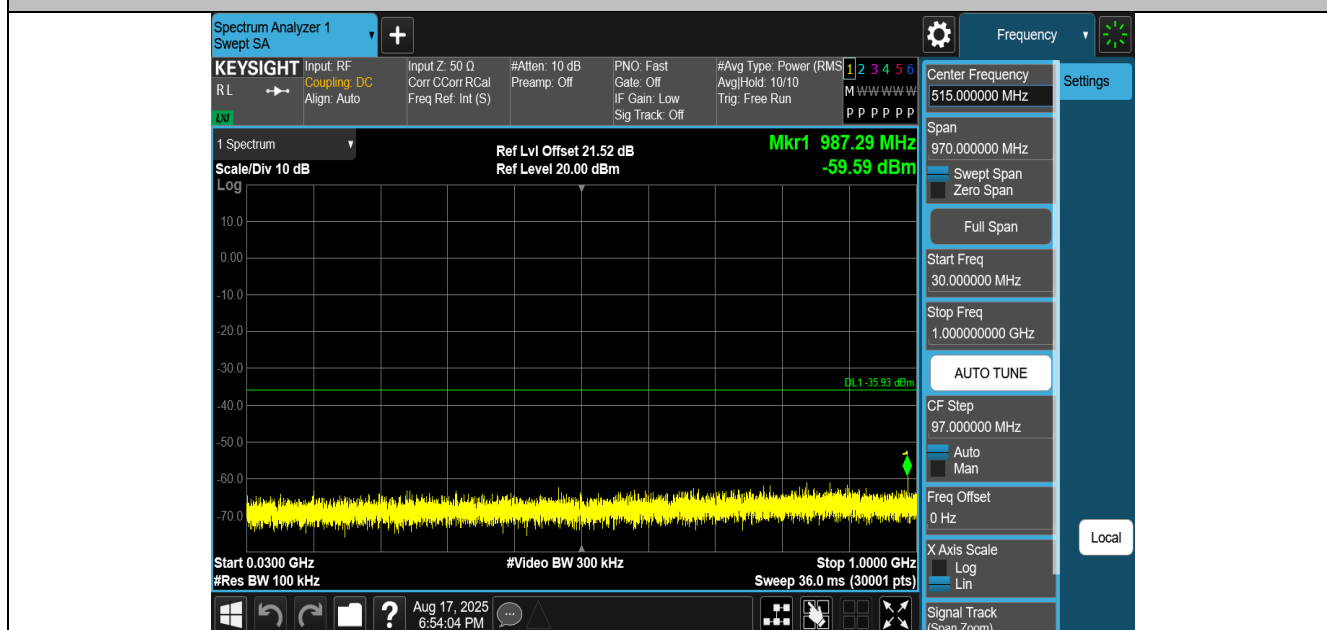 Spectrum Analyzer 1
Swept SA
+
Frequency
KEYSIGHT
R L
LXI
Input: RF
Coupling: DC
Align: Auto
Input Z: 50 Ω
Corr CCorr RCal
Freq Ref: Int (S)
#Atten: 10 dB
Preamp: Off
PNO: Fast
Gate: Off
IF Gain: Low
Sig Track: Off
#Avg Type: Power (RMS
Avg|Hold: 10/10
Trig: Free Run
1 2 3 4 5 6
M W W W W W
P P P P P P
Center Frequency
515.000000 MHz
Settings
Span
970.000000 MHz
Swept Span
Zero Span
Full Span
Start Freq
30.000000 MHz
Stop Freq
1.000000000 GHz
AUTO TUNE
CF Step
97.000000 MHz
Auto
Man
Freq Offset
0 Hz
X Axis Scale
Log
Lin
Signal Track
(Span Zoom)
Local
1 Spectrum
Scale/Div 10 dB
Log
Ref Lvl Offset 21.52 dB
Ref Level 20.00 dBm
Mkr1 987.29 MHz
-59.59 dBm
10.0
0.00
-10.0
-20.0
-30.0
DL1 -35.93 dBm
-40.0
-50.0
1
-60.0
-70.0
Start 0.0300 GHz
#Res BW 100 kHz
#Video BW 300 kHz
Stop 1.0000 GHz
Sweep 36.0 ms (30001 pts)
?
Aug 17, 2025
6:54:04 PM